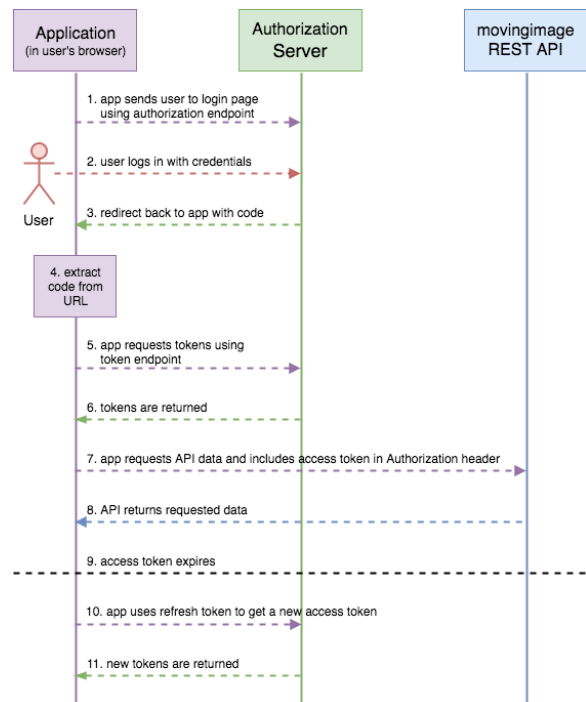 Application
(in user's browser)
Authorization
Server
movingimage
REST API
1. app sends user to login page
using authorization endpoint
2. user logs in with credentials
User
3. redirect back to app with code
4. extract
code from
URL
5. app requests tokens using
token endpoint
6. tokens are returned
7. app requests API data and includes access token in Authorization header
8. API returns requested data
9. access token expires
10. app uses refresh token to get a new access token
11. new tokens are returned